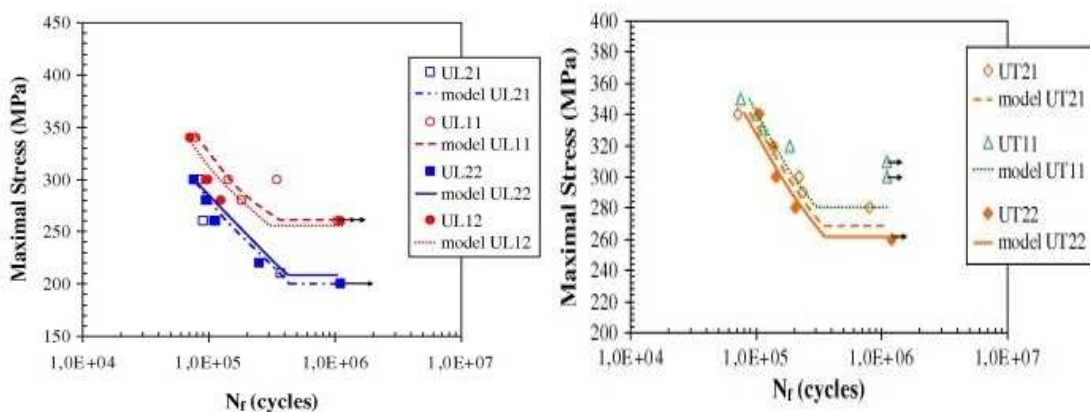 Maximal Stress (MPa)
450
400
350
300
250
200
150
1,0E+04
1,0E+05
1,0E+06
1,0E+07
N_f (cycles)
UL21
model UL21
UL11
model UL11
UL22
model UL22
UL12
model UL12
Maximal Stress (MPa)
400
380
360
340
320
300
280
260
240
220
200
1,0E+04
1,0E+05
1,0E+06
1,0E+07
N_f (cycles)
UT21
model UT21
UT11
model UT11
UT22
model UT22